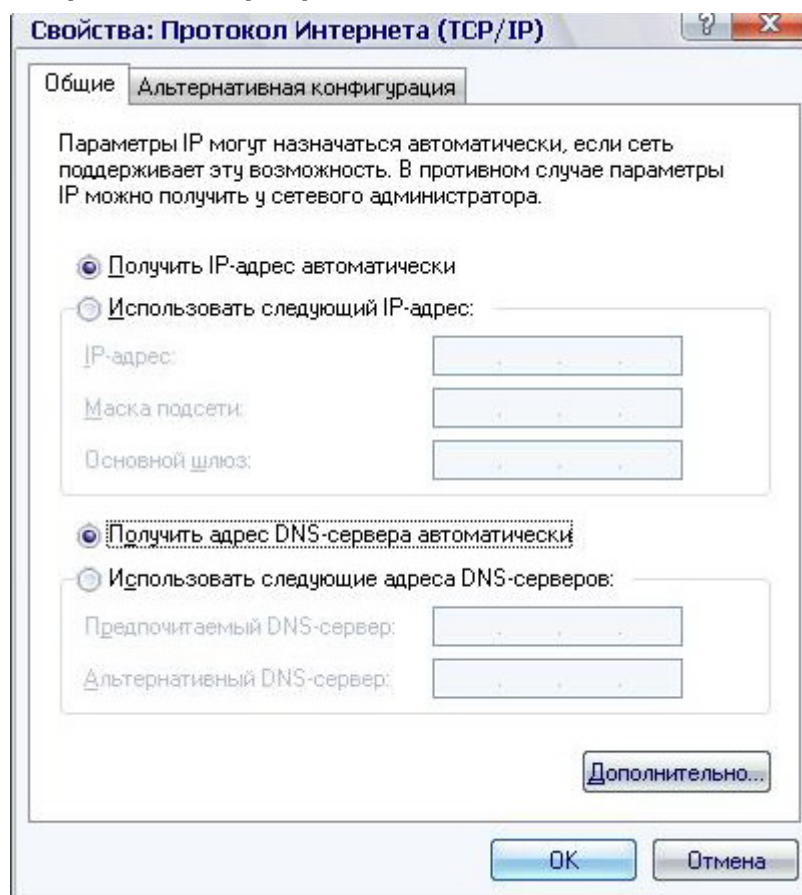 Свойства: Протокол Интернета (TCP/IP)
Общие
Альтернативная конфигурация
Параметры IP могут назначаться автоматически, если сеть
поддерживает эту возможность. В противном случае параметры
IP можно получить у сетевого администратора.
Получить IP-адрес автоматически
Использовать следующий IP-адрес:
IP-адрес:
Маска подсети:
Основной шлюз:
Получить адрес DNS-сервера автоматически
Использовать следующие адреса DNS-серверов:
Предпочитаемый DNS-сервер:
Альтернативный DNS-сервер:
Дополнительно...
OK
Отмена